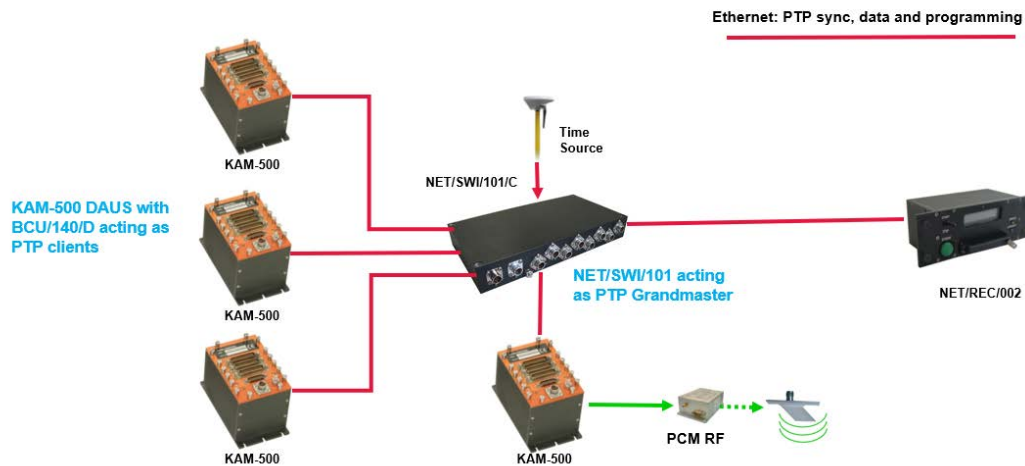 Ethernet: PTP sync, data and programming
KAM-500
Time
Source
NET/SWI/101/C
KAM-500 DAUS with
BCU/140/D acting as
PTP clients
KAM-500
NET/SWI/101 acting
as PTP Grandmaster
NET/REC/002
KAM-500
KAM-500
PCM RF